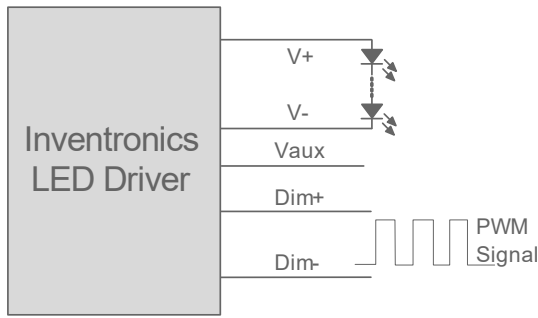 V+
V-
Inventronics
LED Driver
Vaux
Dim+
PWM
Signal
Dim-